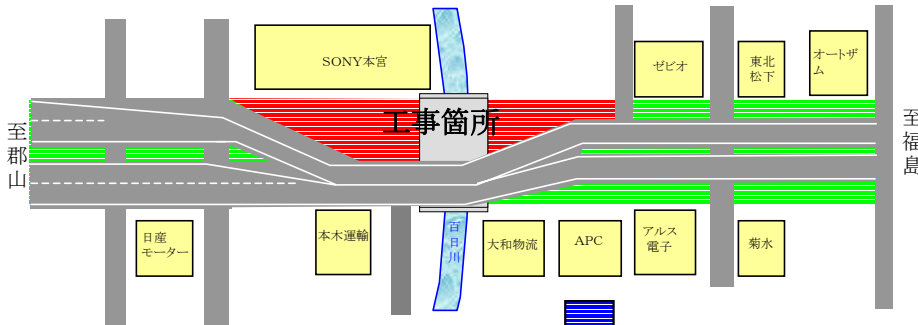 SONY本宮
ゼビオ
東北
松下
オートザ
ム
工事箇所
至郡山
至福島
日産
モーター
本木運輸
百日川
大和物流
APC
アルス
電子
菊水